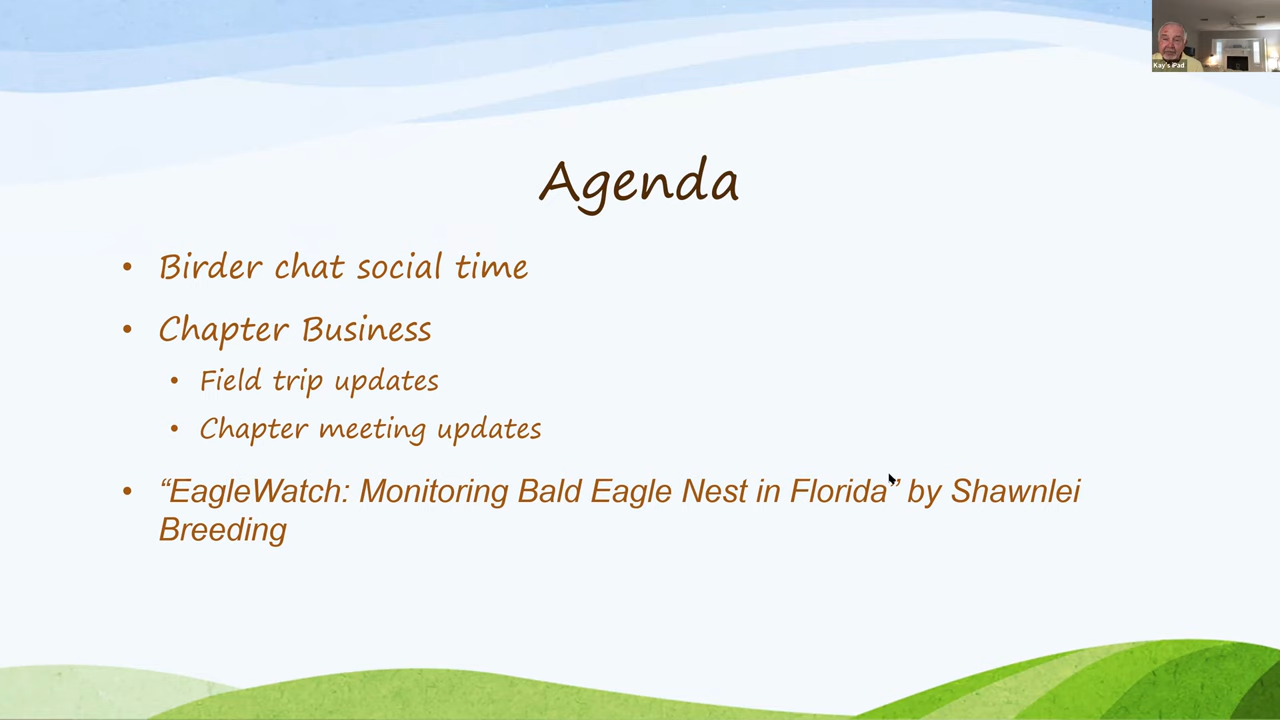 Kay's iPad
Agenda
• Birder chat social time
• Chapter Business
• Field trip updates
• Chapter meeting updates
• “EagleWatch: Monitoring Bald Eagle Nest in Florida” by Shawnlei
Breeding